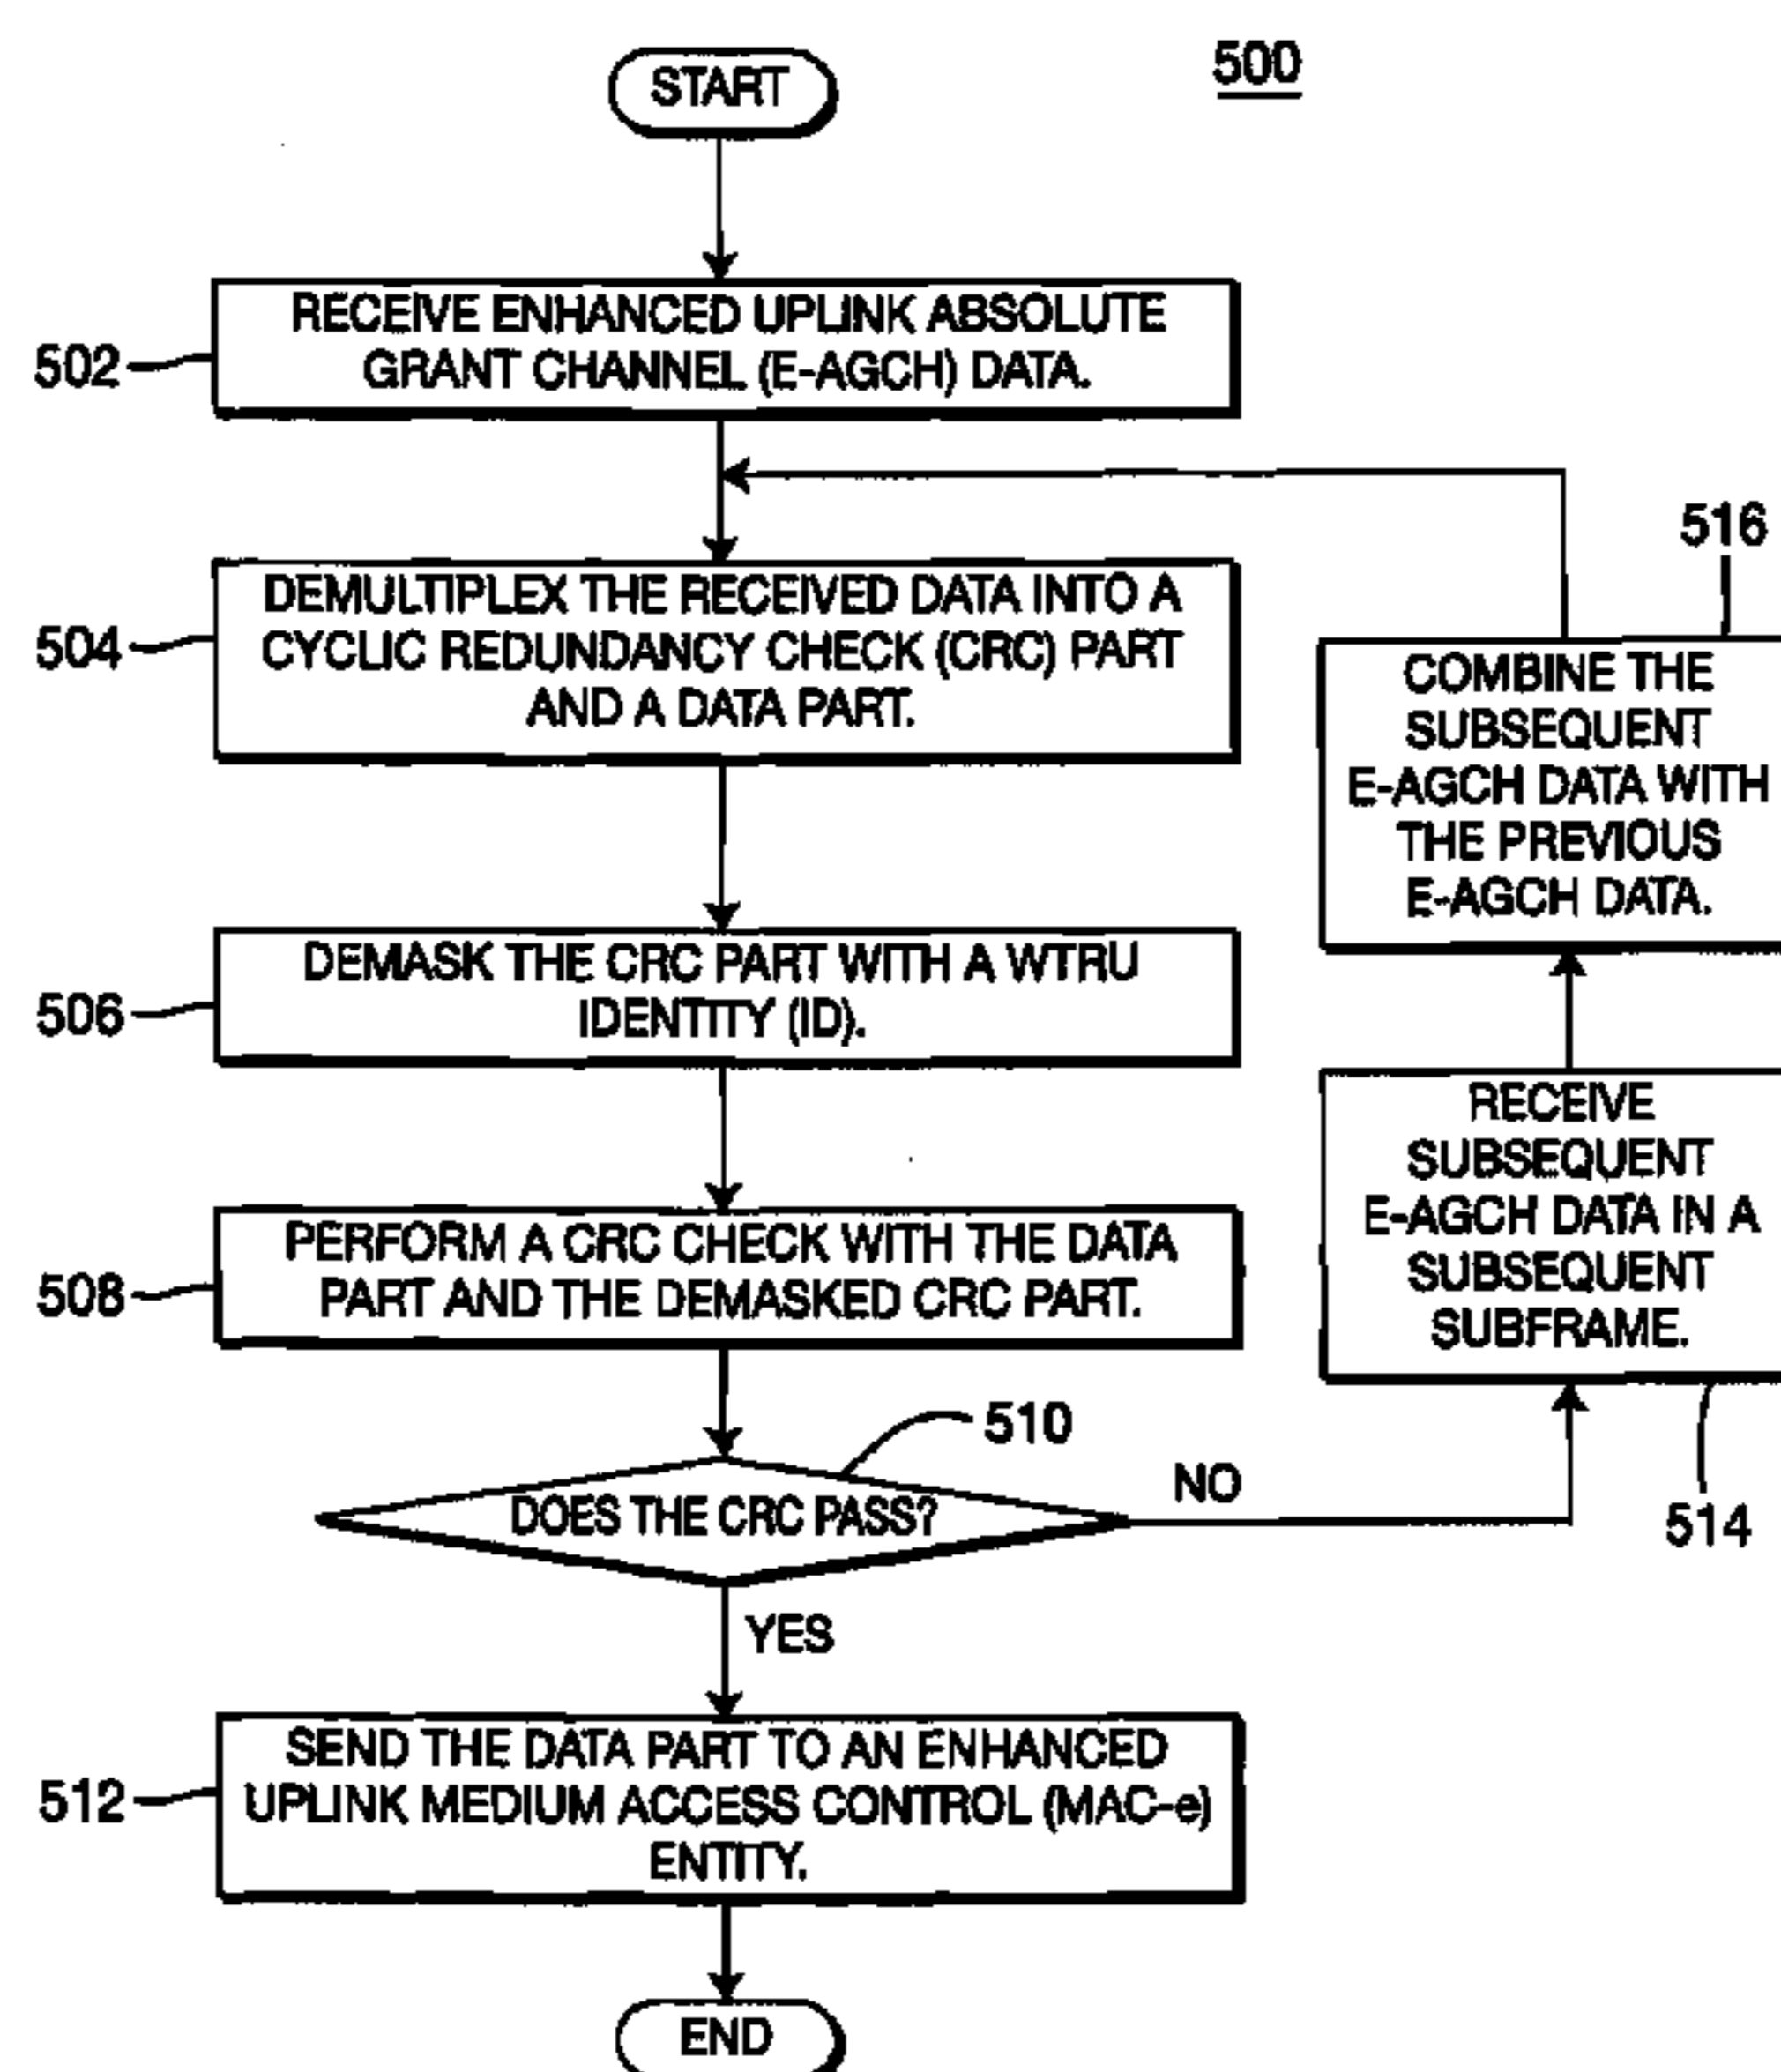 START
500
502
RECEIVE ENHANCED UPLINK ABSOLUTE
GRANT CHANNEL (E-AGCH) DATA.
504
DEMULTIPLEX THE RECEIVED DATA INTO A
CYCLIC REDUNDANCY CHECK (CRC) PART
AND A DATA PART.
506
DEMASK THE CRC PART WITH A WTRU
IDENTITY (ID).
508
PERFORM A CRC CHECK WITH THE DATA
PART AND THE DEMASKED CRC PART.
510
DOES THE CRC PASS?
NO
YES
512
SEND THE DATA PART TO AN ENHANCED
UPLINK MEDIUM ACCESS CONTROL (MAC-e)
ENTITY.
END
516
COMBINE THE
SUBSEQUENT
E-AGCH DATA WITH
THE PREVIOUS
E-AGCH DATA.
RECEIVE
SUBSEQUENT
E-AGCH DATA IN A
SUBSEQUENT
SUBFRAME.
514